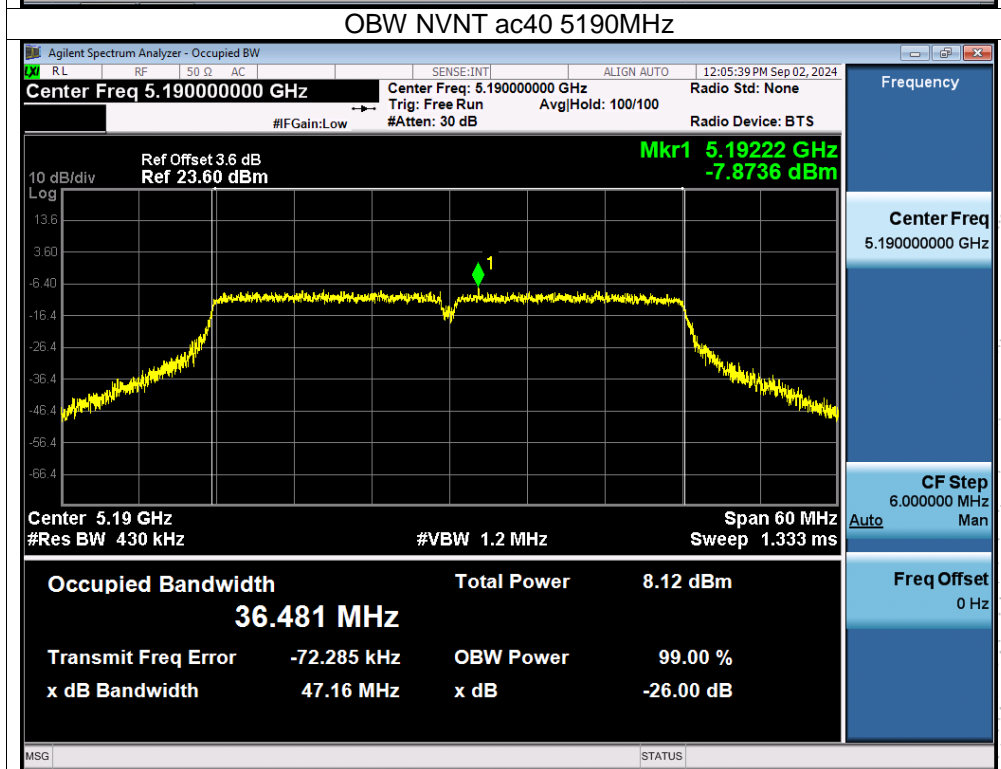 OBW NVNT ac40 5190MHz
Agilent Spectrum Analyzer - Occupied BW
LXI RL RF 50 Ω AC SENSE:INT ALIGN AUTO 12:05:39 PM Sep 02, 2024
Center Freq 5.190000000 GHz Center Freq: 5.190000000 GHz Radio Std: None
Trig: Free Run Avg|Hold: 100/100
#IFGain:Low #Atten: 30 dB Radio Device: BTS
Mkr1 5.19222 GHz
-7.8736 dBm
Ref Offset 3.6 dB
10 dB/div Ref 23.60 dBm
Log
13.6
3.60
-6.40
-16.4
-26.4
-36.4
-46.4
-56.4
-66.4
1
Center 5.19 GHz Span 60 MHz
#Res BW 430 kHz #VBW 1.2 MHz Sweep 1.333 ms
Occupied Bandwidth Total Power 8.12 dBm
36.481 MHz
Transmit Freq Error -72.285 kHz OBW Power 99.00 %
x dB Bandwidth 47.16 MHz x dB -26.00 dB
MSG STATUS
Frequency
Center Freq
5.190000000 GHz
CF Step
6.000000 MHz
Auto Man
Freq Offset
0 Hz